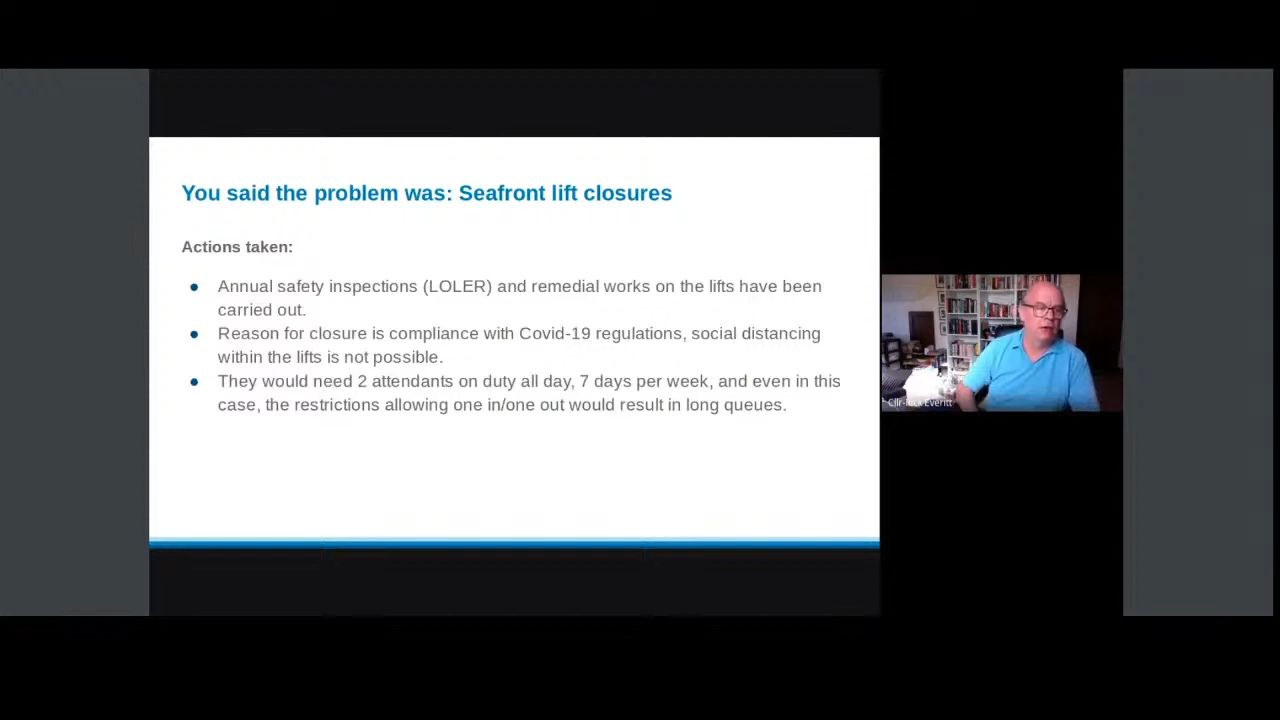 You said the problem was: Seafront lift closures
Actions taken:
● Annual safety inspections (LOLER) and remedial works on the lifts have been
carried out.
● Reason for closure is compliance with Covid-19 regulations, social distancing
within the lifts is not possible.
● They would need 2 attendants on duty all day, 7 days per week, and even in this
case, the restrictions allowing one in/one out would result in long queues.
Cllr-Rick Everitt